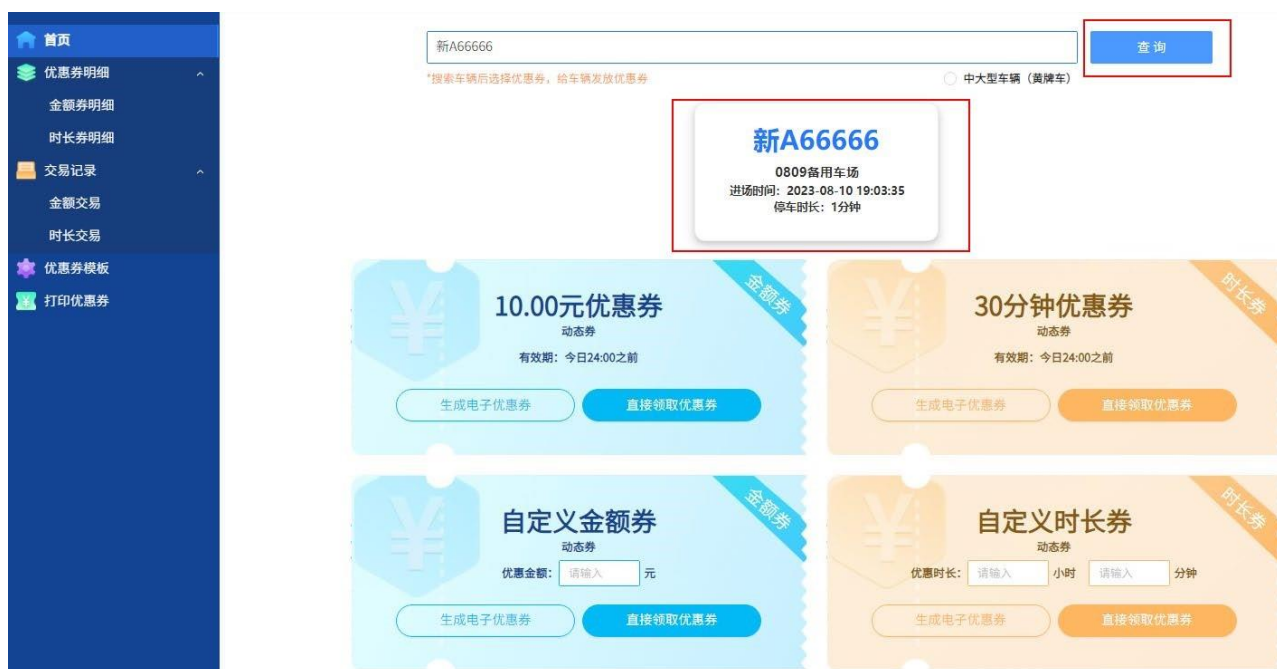 首页
优惠券明细
金额券明细
时长券明细
交易记录
金额交易
时长交易
优惠券模板
打印优惠券
新A66666
查询
*搜索车辆后选择优惠券，给车辆发放优惠券
中大型车辆（黄牌车）
新A66666
0809备用车场
进场时间：2023-08-10 19:03:35
停车时长：1分钟
金额券
10.00元优惠券
动态券
有效期：今日24:00之前
生成电子优惠券 直接领取优惠券
时长券
30分钟优惠券
动态券
有效期：今日24:00之前
生成电子优惠券 直接领取优惠券
金额券
自定义金额券
动态券
优惠金额：请输入 元
生成电子优惠券 直接领取优惠券
时长券
自定义时长券
动态券
优惠时长：请输入 小时 请输入 分钟
生成电子优惠券 直接领取优惠券